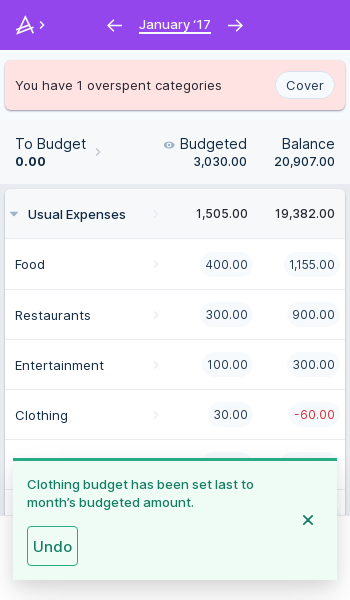 January ‘17
You have 1 overspent categories
Cover
To Budget
Budgeted
Balance
0.00
3,030.00
20,907.00
Usual Expenses
1,505.00
19,382.00
Food
400.00
1,155.00
Restaurants
300.00
900.00
Entertainment
100.00
300.00
Clothing
30.00
-60.00
Clothing budget has been set last to
month’s budgeted amount.
Undo